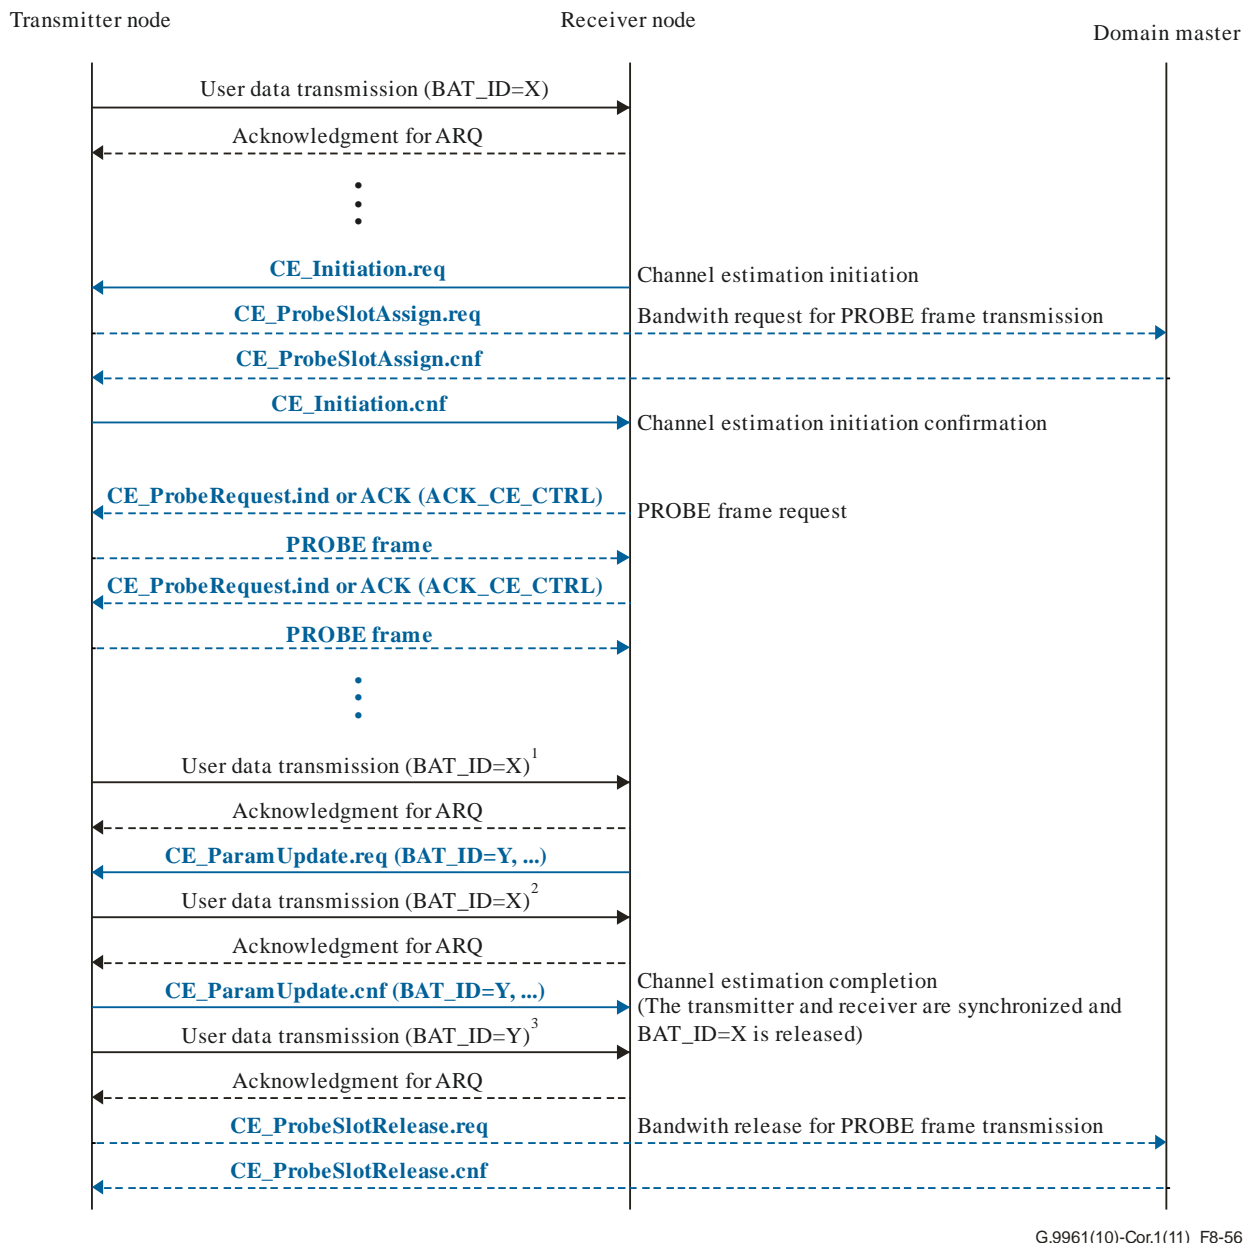 Transmitter node
Receiver node
Domain master
User data transmission (BAT_ID=X)
Acknowledgment for ARQ
CE_Initiation.req
Channel estimation initiation
CE_ProbeSlotAssign.req
Bandwith request for PROBE frame transmission
CE_ProbeSlotAssign.cnf
CE_Initiation.cnf
Channel estimation initiation confirmation
CE_ProbeRequest.ind or ACK (ACK_CE_CTRL)
PROBE frame request
PROBE frame
CE_ProbeRequest.ind or ACK (ACK_CE_CTRL)
PROBE frame
User data transmission (BAT_ID=X)¹
Acknowledgment for ARQ
CE_ParamUpdate.req (BAT_ID=Y, ...)
User data transmission (BAT_ID=X)²
Acknowledgment for ARQ
CE_ParamUpdate.cnf (BAT_ID=Y, ...)
Channel estimation completion
(The transmitter and receiver are synchronized and
BAT_ID=X is released)
User data transmission (BAT_ID=Y)³
Acknowledgment for ARQ
CE_ProbeSlotRelease.req
Bandwith release for PROBE frame transmission
CE_ProbeSlotRelease.cnf
G.9961(10)-Cor.1(11)_F8-56